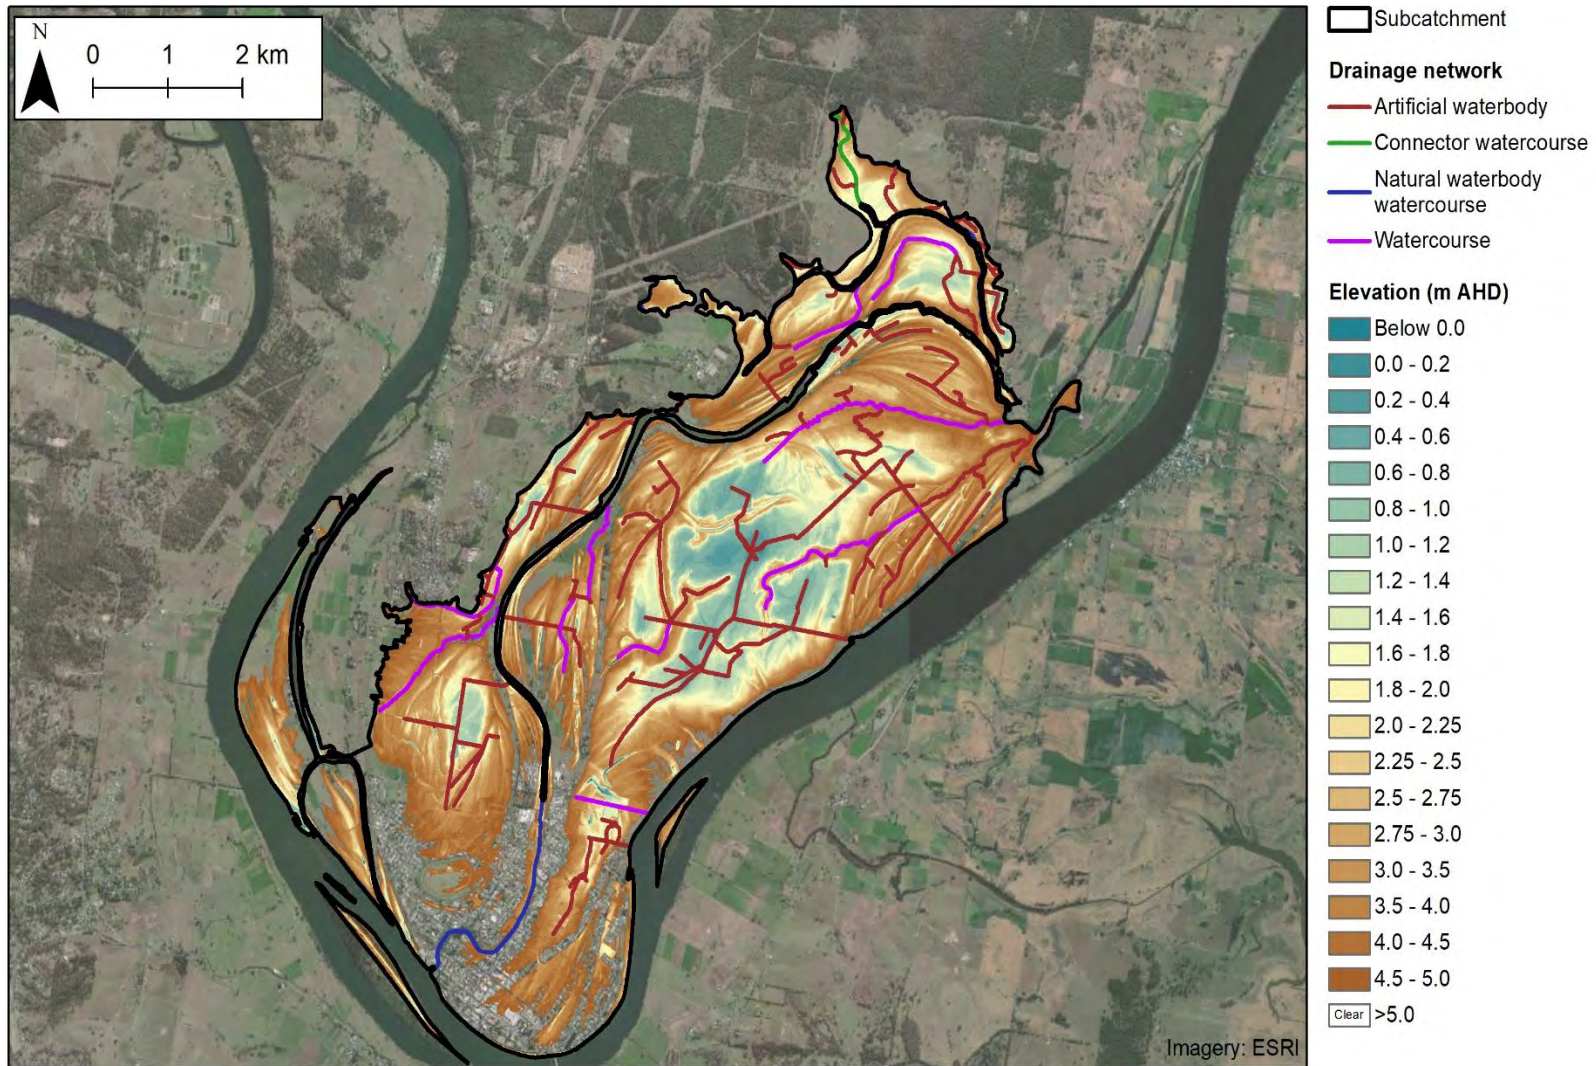 N
0 1 2 km
Imagery: ESRI
Subcatchment
Drainage network
Artificial waterbody
Connector watercourse
Natural waterbody
watercourse
Watercourse
Elevation (m AHD)
Below 0.0
0.0 - 0.2
0.2 - 0.4
0.4 - 0.6
0.6 - 0.8
0.8 - 1.0
1.0 - 1.2
1.2 - 1.4
1.4 - 1.6
1.6 - 1.8
1.8 - 2.0
2.0 - 2.25
2.25 - 2.5
2.5 - 2.75
2.75 - 3.0
3.0 - 3.5
3.5 - 4.0
4.0 - 4.5
4.5 - 5.0
Clear >5.0